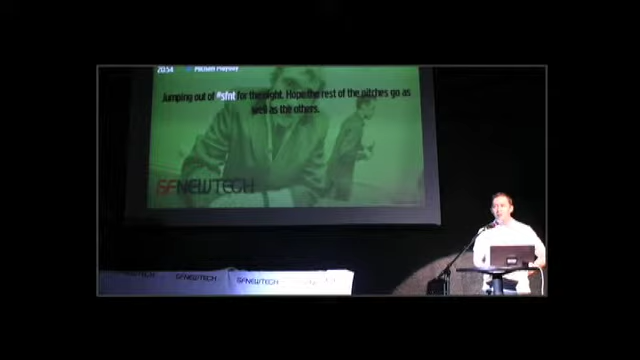 20:54
Jumping out of #sfnt for the night. Hope the rest of the pitches go as
well as the others.
SFNEWTECH
SFNEWTECH
SFNEWTECH